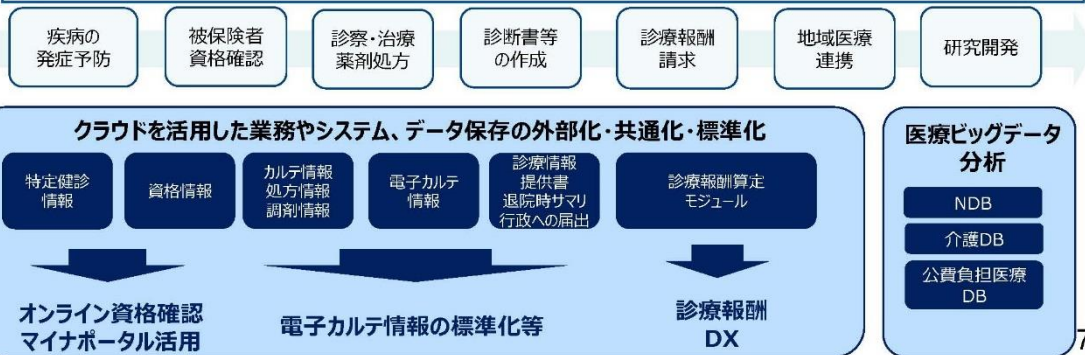 疾病の
発症予防
被保険者
資格確認
診察・治療
薬剤処方
診断書等
の作成
診療報酬
請求
地域医療
連携
研究開発
クラウドを活用した業務やシステム、データ保存の外部化・共通化・標準化
特定健診
情報
資格情報
カルテ情報
処方情報
調剤情報
電子カルテ
情報
診療情報
提供書
退院時サマリ
行政への届出
診療報酬算定
モジュール
オンライン資格確認
マイナポータル活用
電子カルテ情報の標準化等
診療報酬
DX
医療ビッグデータ
分析
NDB
介護DB
公費負担医療
DB
7